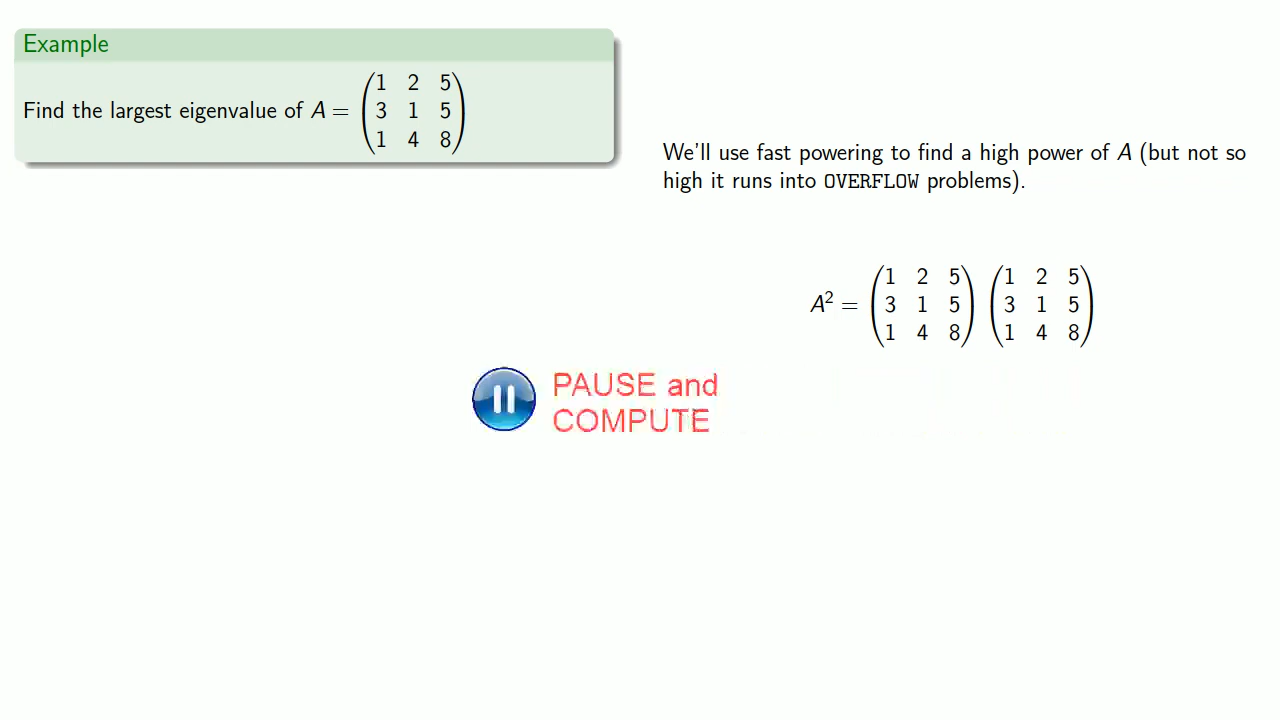 Example
Find the largest eigenvalue of A = (1 2 5
3 1 5
1 4 8)
We'll use fast powering to find a high power of A (but not so
high it runs into OVERFLOW problems).
A² = (1 2 5
3 1 5
1 4 8) (1 2 5
3 1 5
1 4 8)
PAUSE and
COMPUTE